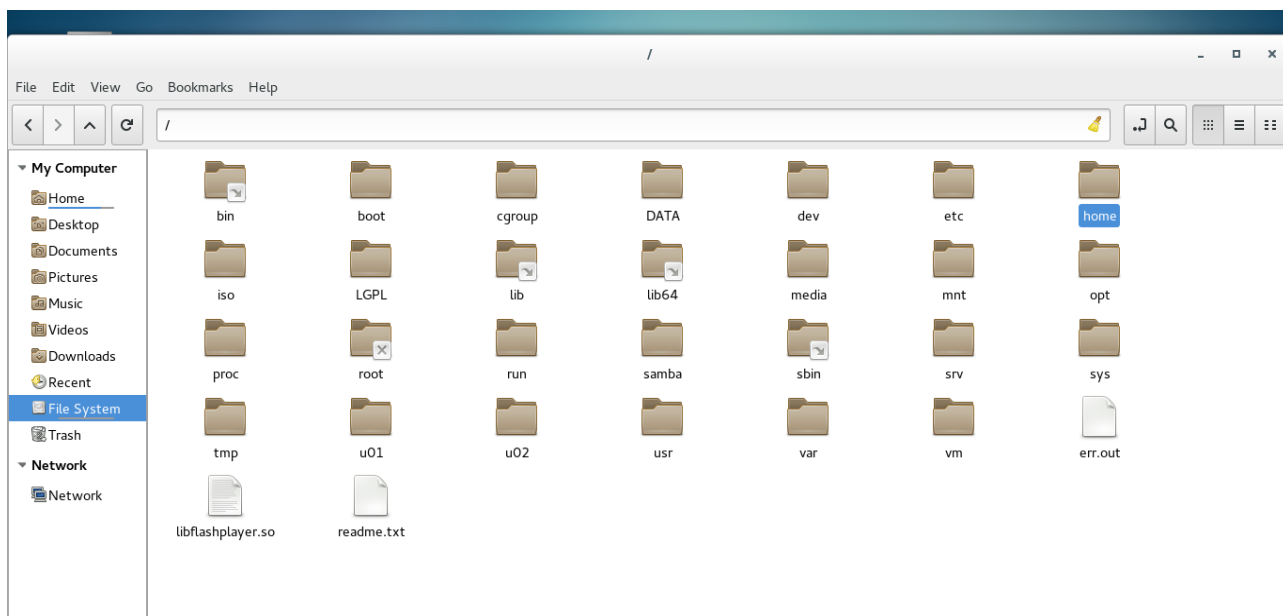 /
File Edit View Go Bookmarks Help
/
My Computer
Home
Desktop
Documents
Pictures
Music
Videos
Downloads
Recent
File System
Trash
Network
Network
bin boot cgroup DATA dev etc home
iso LGPL lib lib64 media mnt opt
proc root run samba sbin srv sys
tmp u01 u02 usr var vm err.out
libflashplayer.so readme.txt